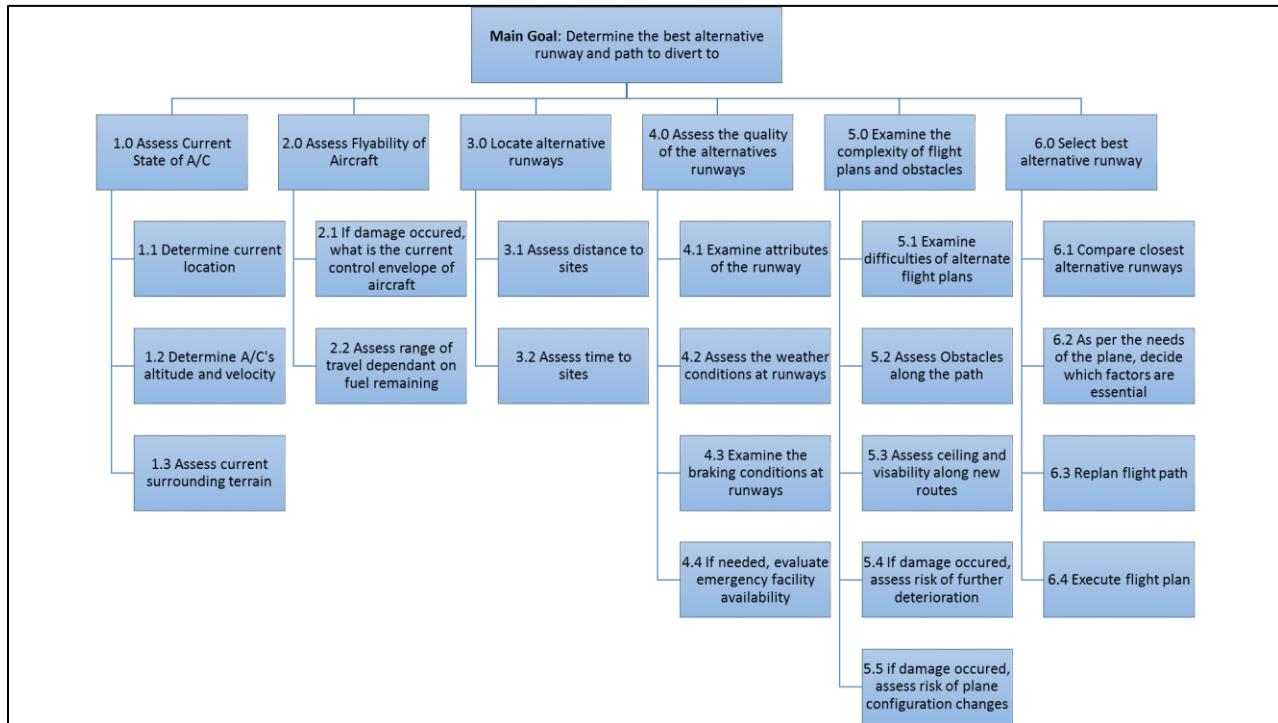 Main Goal: Determine the best alternative
runway and path to divert to
1.0 Assess Current
State of A/C
1.1 Determine current
location
1.2 Determine A/C's
altitude and velocity
1.3 Assess current
surrounding terrain
2.0 Assess Flyability of
Aircraft
2.1 If damage occured,
what is the current
control envelope of
aircraft
2.2 Assess range of
travel dependant on
fuel remaining
3.0 Locate alternative
runways
3.1 Assess distance to
sites
3.2 Assess time to
sites
4.0 Assess the quality
of the alternatives
runways
4.1 Examine attributes
of the runway
4.2 Assess the weather
conditions at runways
4.3 Examine the
braking conditions at
runways
4.4 If needed, evaluate
emergency facility
availability
5.0 Examine the
complexity of flight
plans and obstacles
5.1 Examine
difficulties of alternate
flight plans
5.2 Assess Obstacles
along the path
5.3 Assess ceiling and
visability along new
routes
5.4 If damage occured,
assess risk of further
deterioration
5.5 if damage occured,
assess risk of plane
configuration changes
6.0 Select best
alternative runway
6.1 Compare closest
alternative runways
6.2 As per the needs
of the plane, decide
which factors are
essential
6.3 Replan flight path
6.4 Execute flight plan